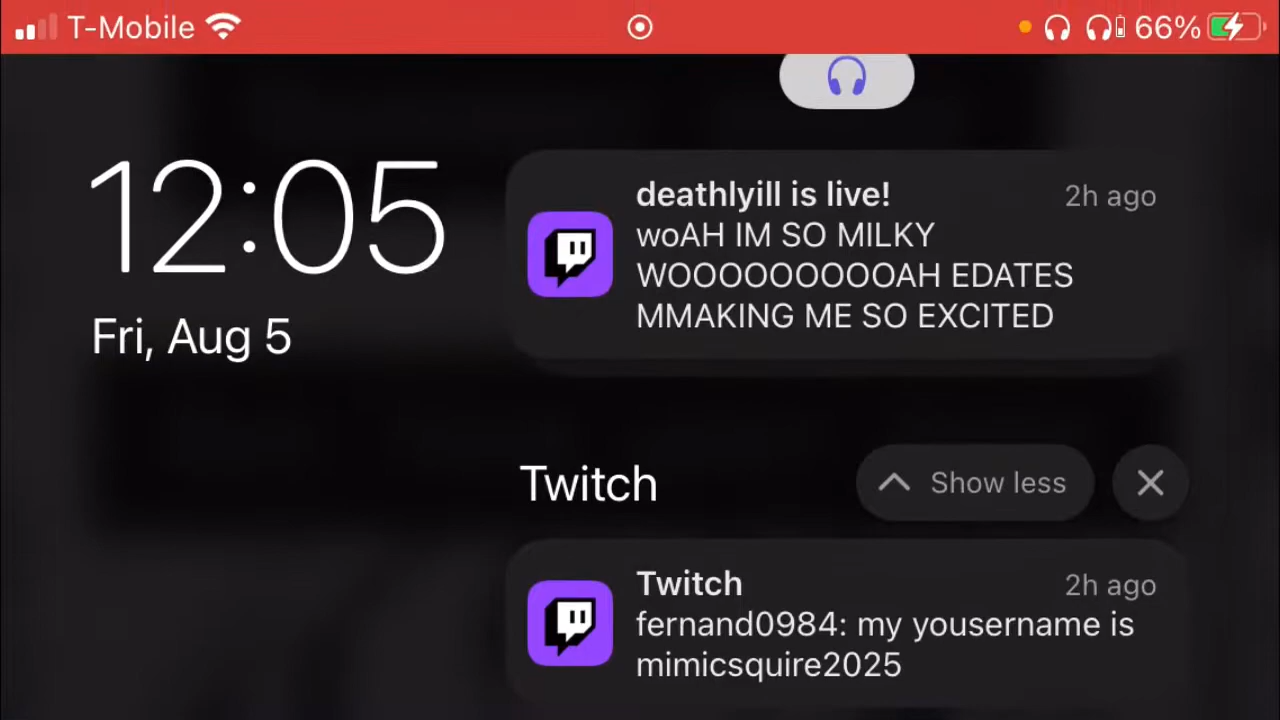 T-Mobile 66%
12:05
Fri, Aug 5
deathlyill is live! 2h ago
woAH IM SO MILKY
WOOOOOOOOOAH EDATES
MMAKING ME SO EXCITED
Twitch Show less
Twitch 2h ago
fernand0984: my yousername is
mimicsquire2025